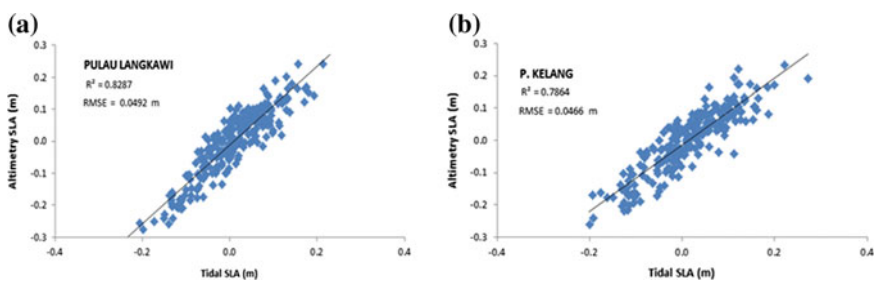 (a)
PULAU LANGKAWI
R² = 0.8287
RMSE = 0.0492 m
Altimetry SLA (m)
0.3
0.2
0.1
0.0
-0.1
-0.2
-0.3
-0.4 -0.2 0.0 0.2 0.4
Tidal SLA (m)
(b)
P. KELANG
R² = 0.7864
RMSE = 0.0466 m
Altimetry SLA (m)
0.3
0.2
0.1
0.0
-0.1
-0.2
-0.3
-0.4 -0.2 0.0 0.2 0.4
Tidal SLA (m)